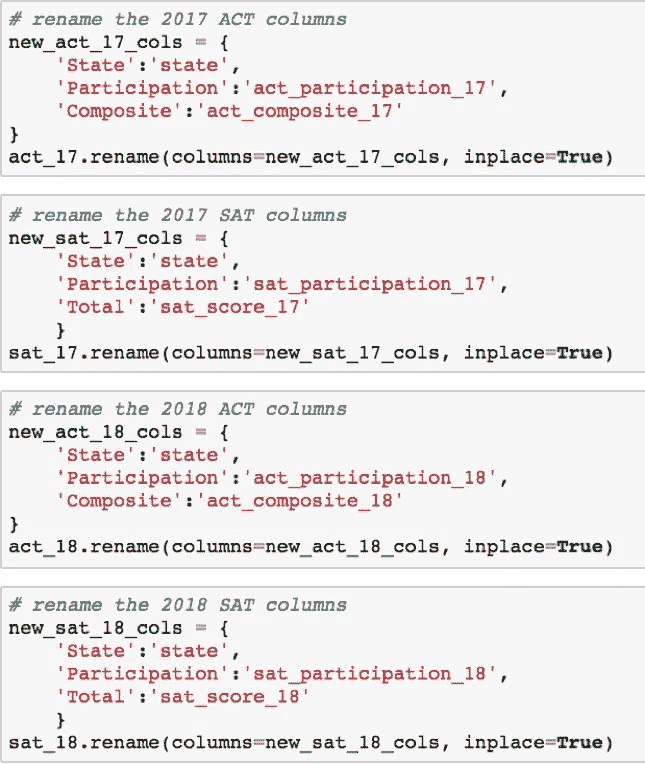 # rename the 2017 ACT columns
new_act_17_cols = {
    'State':'state',
    'Participation':'act_participation_17',
    'Composite':'act_composite_17'
}
act_17.rename(columns=new_act_17_cols, inplace=True)
# rename the 2017 SAT columns
new_sat_17_cols = {
    'State':'state',
    'Participation':'sat_participation_17',
    'Total':'sat_score_17'
    }
sat_17.rename(columns=new_sat_17_cols, inplace=True)
# rename the 2018 ACT columns
new_act_18_cols = {
    'State':'state',
    'Participation':'act_participation_18',
    'Composite':'act_composite_18'
}
act_18.rename(columns=new_act_18_cols, inplace=True)
# rename the 2018 SAT columns
new_sat_18_cols = {
    'State':'state',
    'Participation':'sat_participation_18',
    'Total':'sat_score_18'
    }
sat_18.rename(columns=new_sat_18_cols, inplace=True)